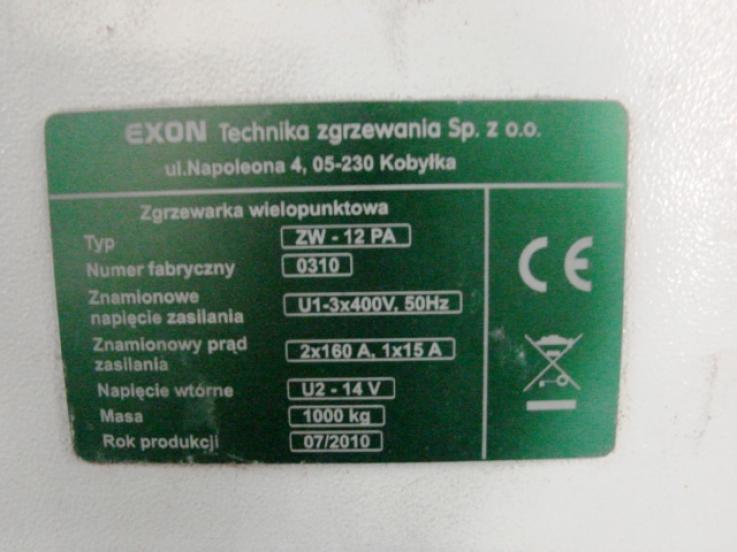 EXON Technika zgrzewania Sp. z o.o.
ul.Napoleona 4, 05-230 Kobyłka
Zgrzewarka wielopunktowa
Typ ZW - 12 PA
Numer fabryczny 0310
Znamionowe
napięcie zasilania U1-3x400V, 50Hz
Znamionowy prąd
zasilania 2x160 A, 1x15 A
Napięcie wtórne U2 - 14 V
Masa 1000 kg
Rok produkcji 07/2010
CE